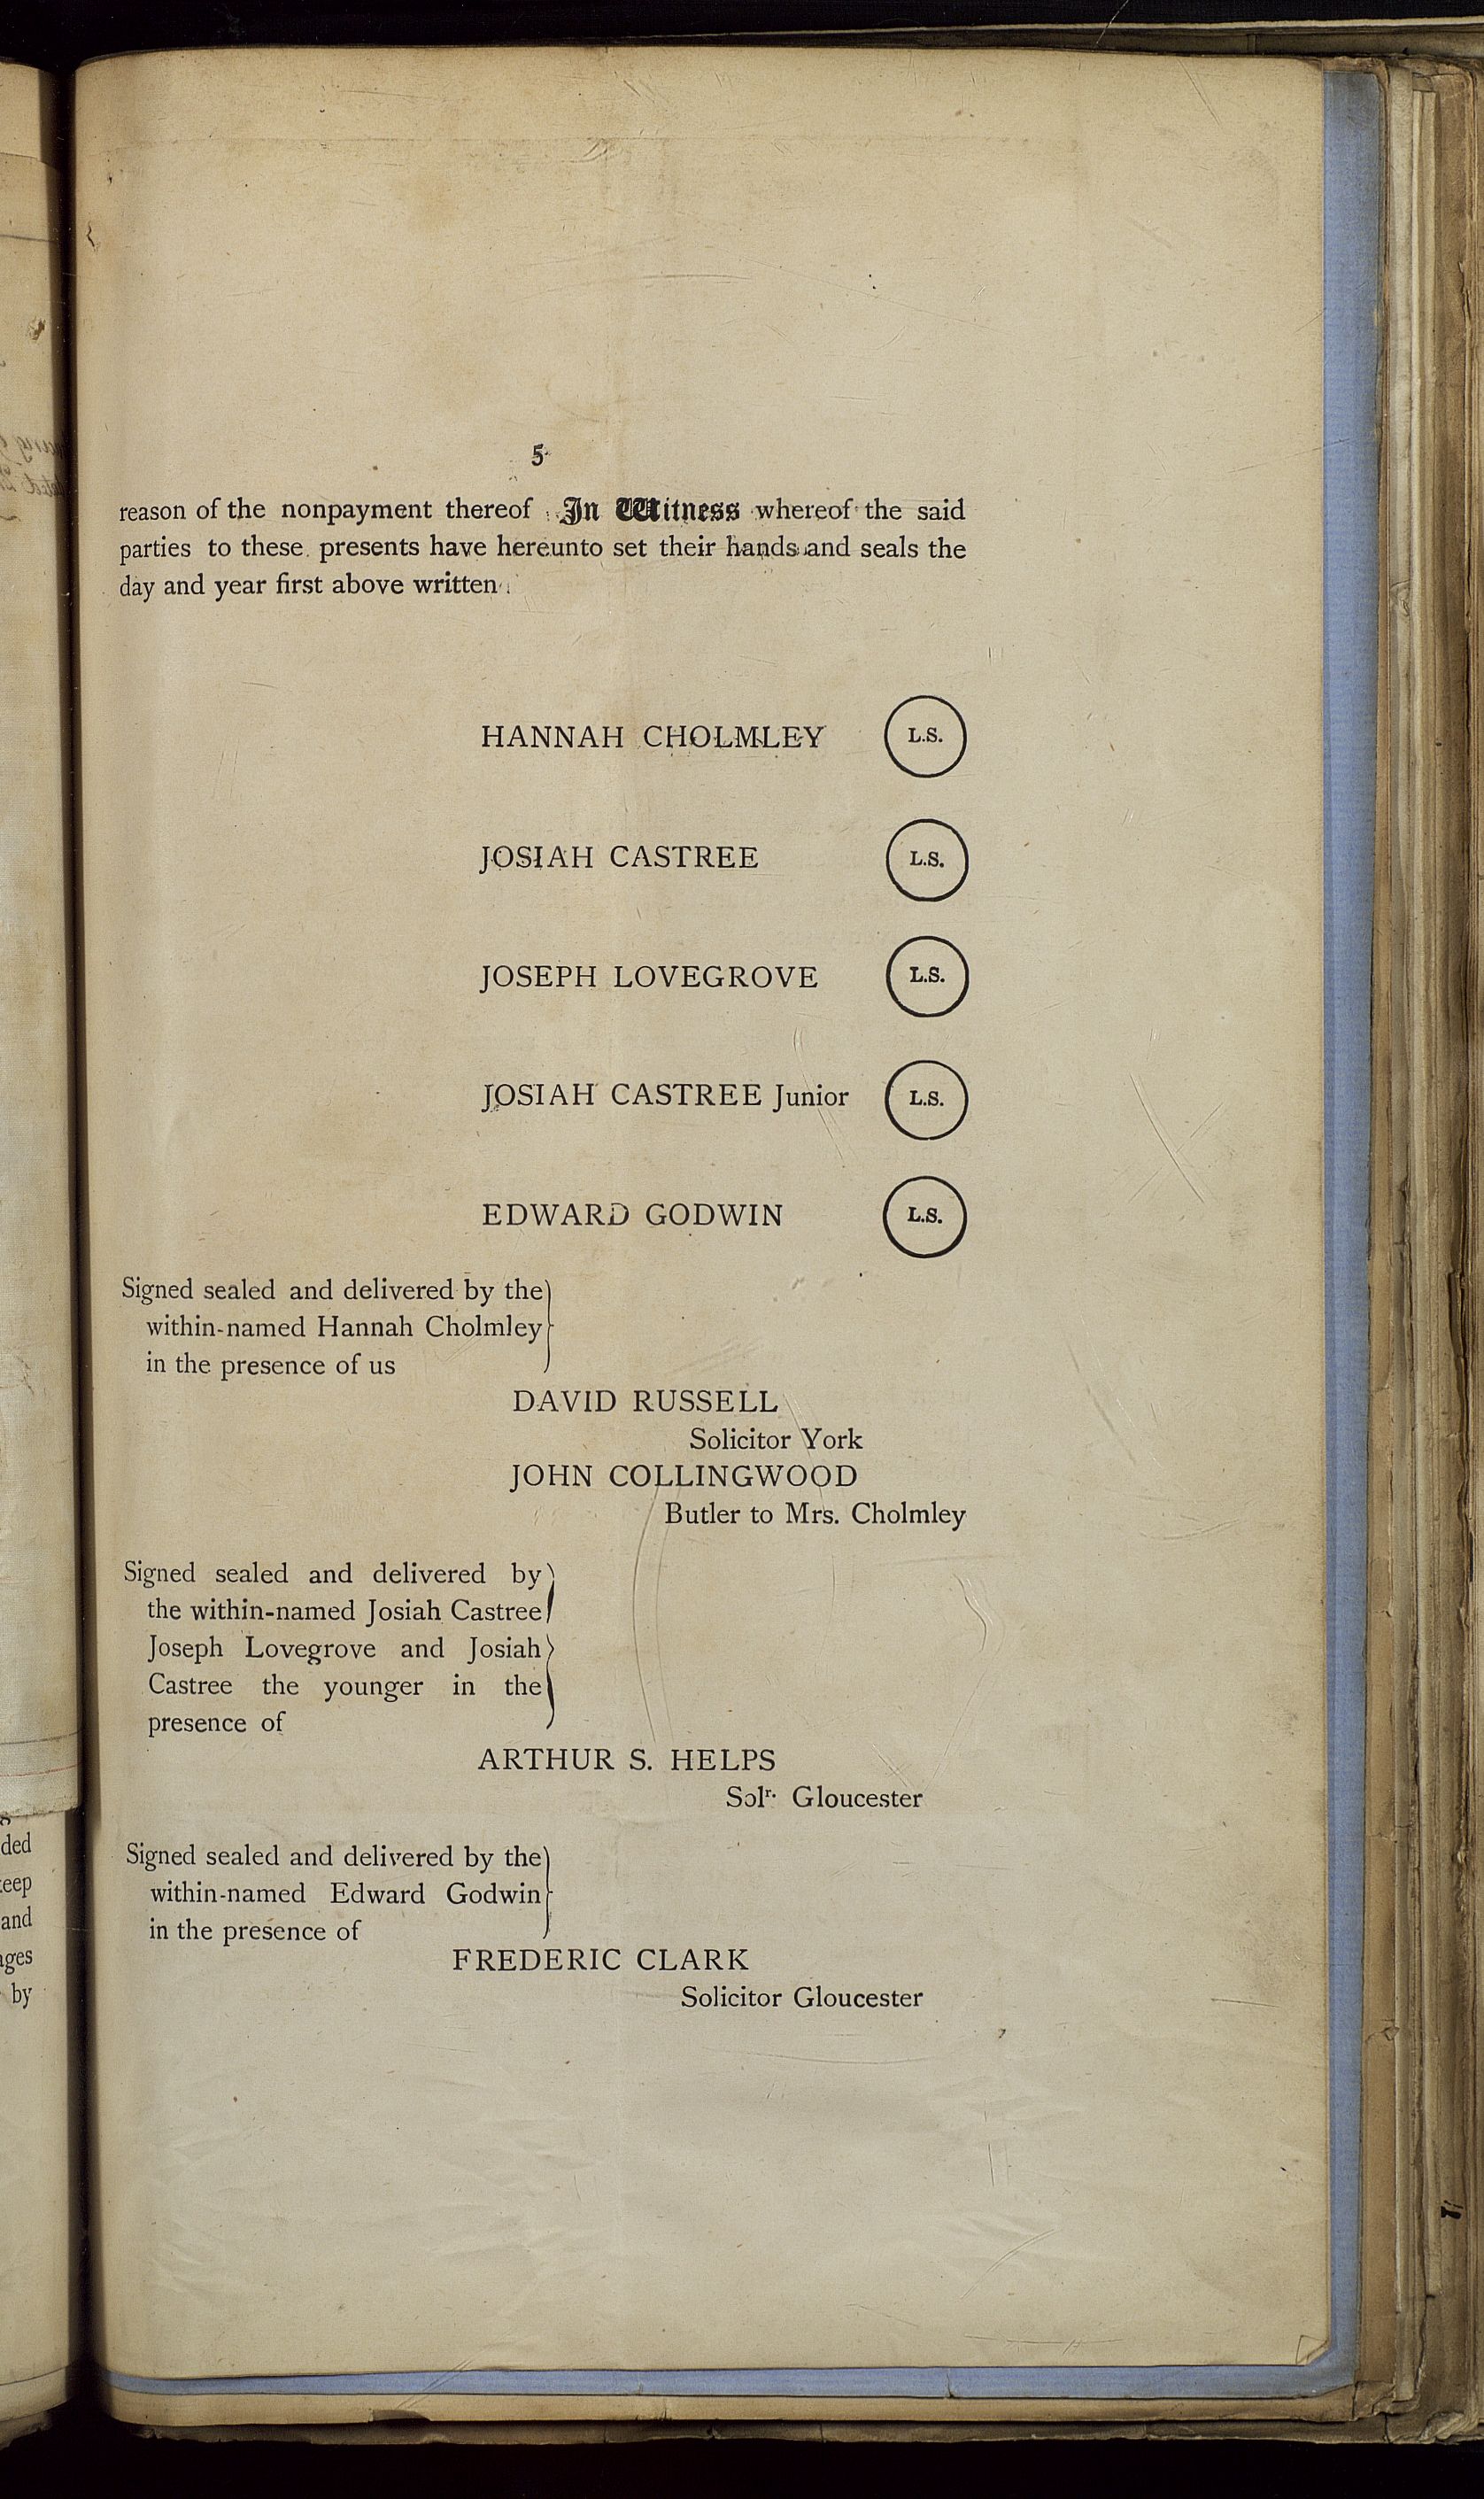 5
reason of the nonpayment thereof In Witness whereof the said
parties to these presents have hereunto set their hands and seals the
day and year first above written
HANNAH CHOLMLEY L.S.
JOSIAH CASTREE L.S.
JOSEPH LOVEGROVE L.S.
JOSIAH CASTREE Junior L.S.
EDWARD GODWIN L.S.
Signed sealed and delivered by the
within-named Hannah Cholmley
in the presence of us
DAVID RUSSELL
Solicitor York
JOHN COLLINGWOOD
Butler to Mrs. Cholmley
Signed sealed and delivered by
the within-named Josiah Castree
Joseph Lovegrove and Josiah
Castree the younger in the
presence of
ARTHUR S. HELPS
Solr. Gloucester
Signed sealed and delivered by the
within-named Edward Godwin
in the presence of
FREDERIC CLARK
Solicitor Gloucester
ded
and
by